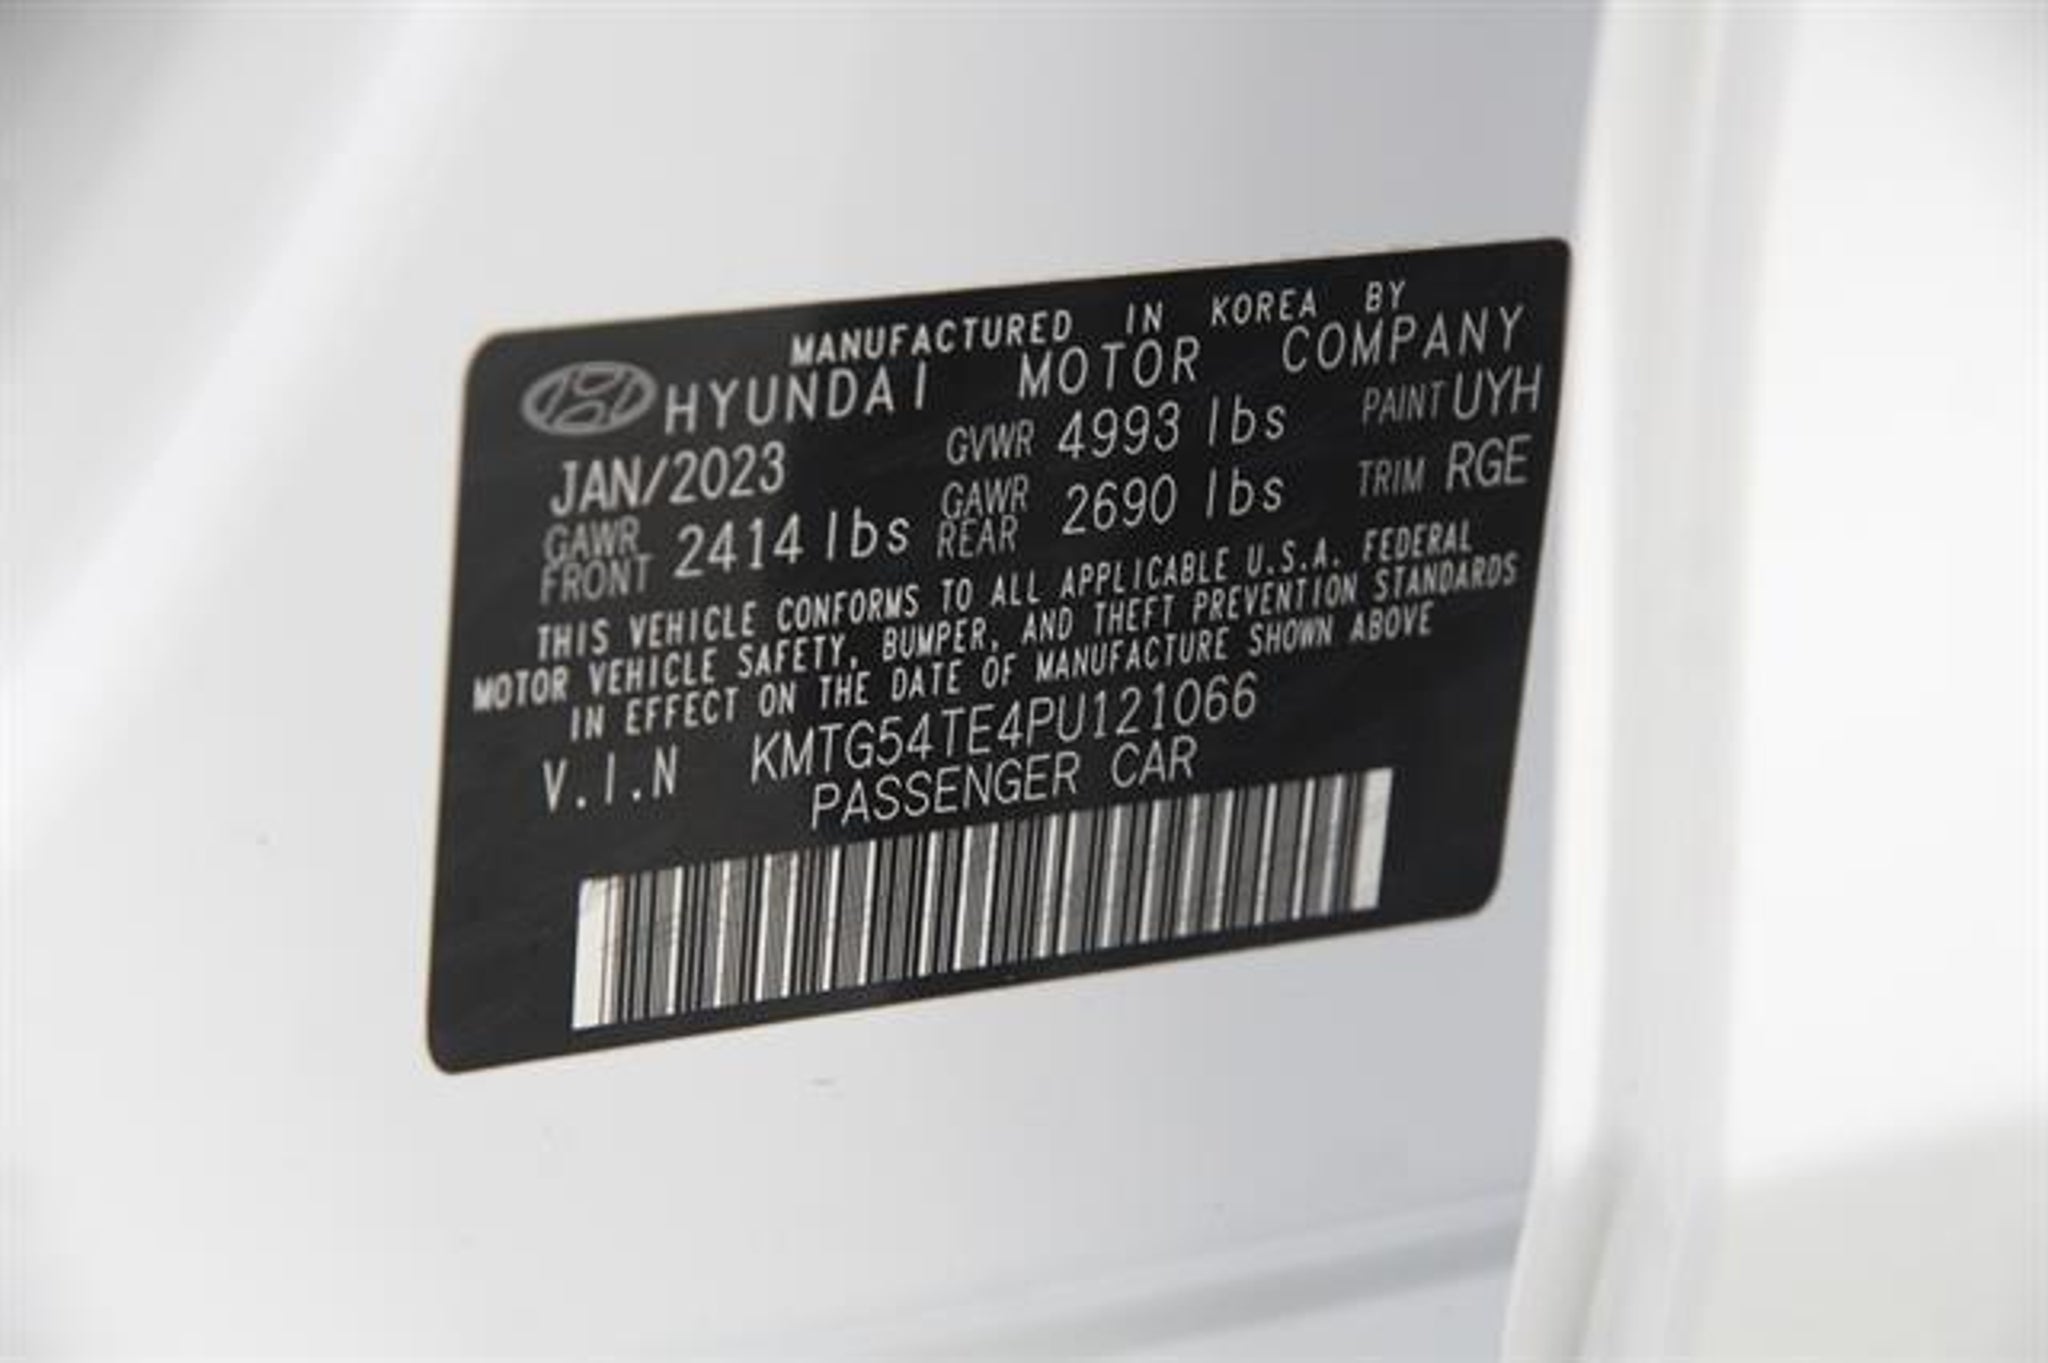 MANUFACTURED IN KOREA BY
HYUNDAI MOTOR COMPANY
JAN/2023 GVWR 4993 lbs PAINT UYH
GAWR FRONT 2414 lbs GAWR REAR 2690 lbs TRIM RGE
THIS VEHICLE CONFORMS TO ALL APPLICABLE U.S.A. FEDERAL
MOTOR VEHICLE SAFETY, BUMPER, AND THEFT PREVENTION STANDARDS
IN EFFECT ON THE DATE OF MANUFACTURE SHOWN ABOVE
V.I.N KMTG54TE4PU121066
PASSENGER CAR